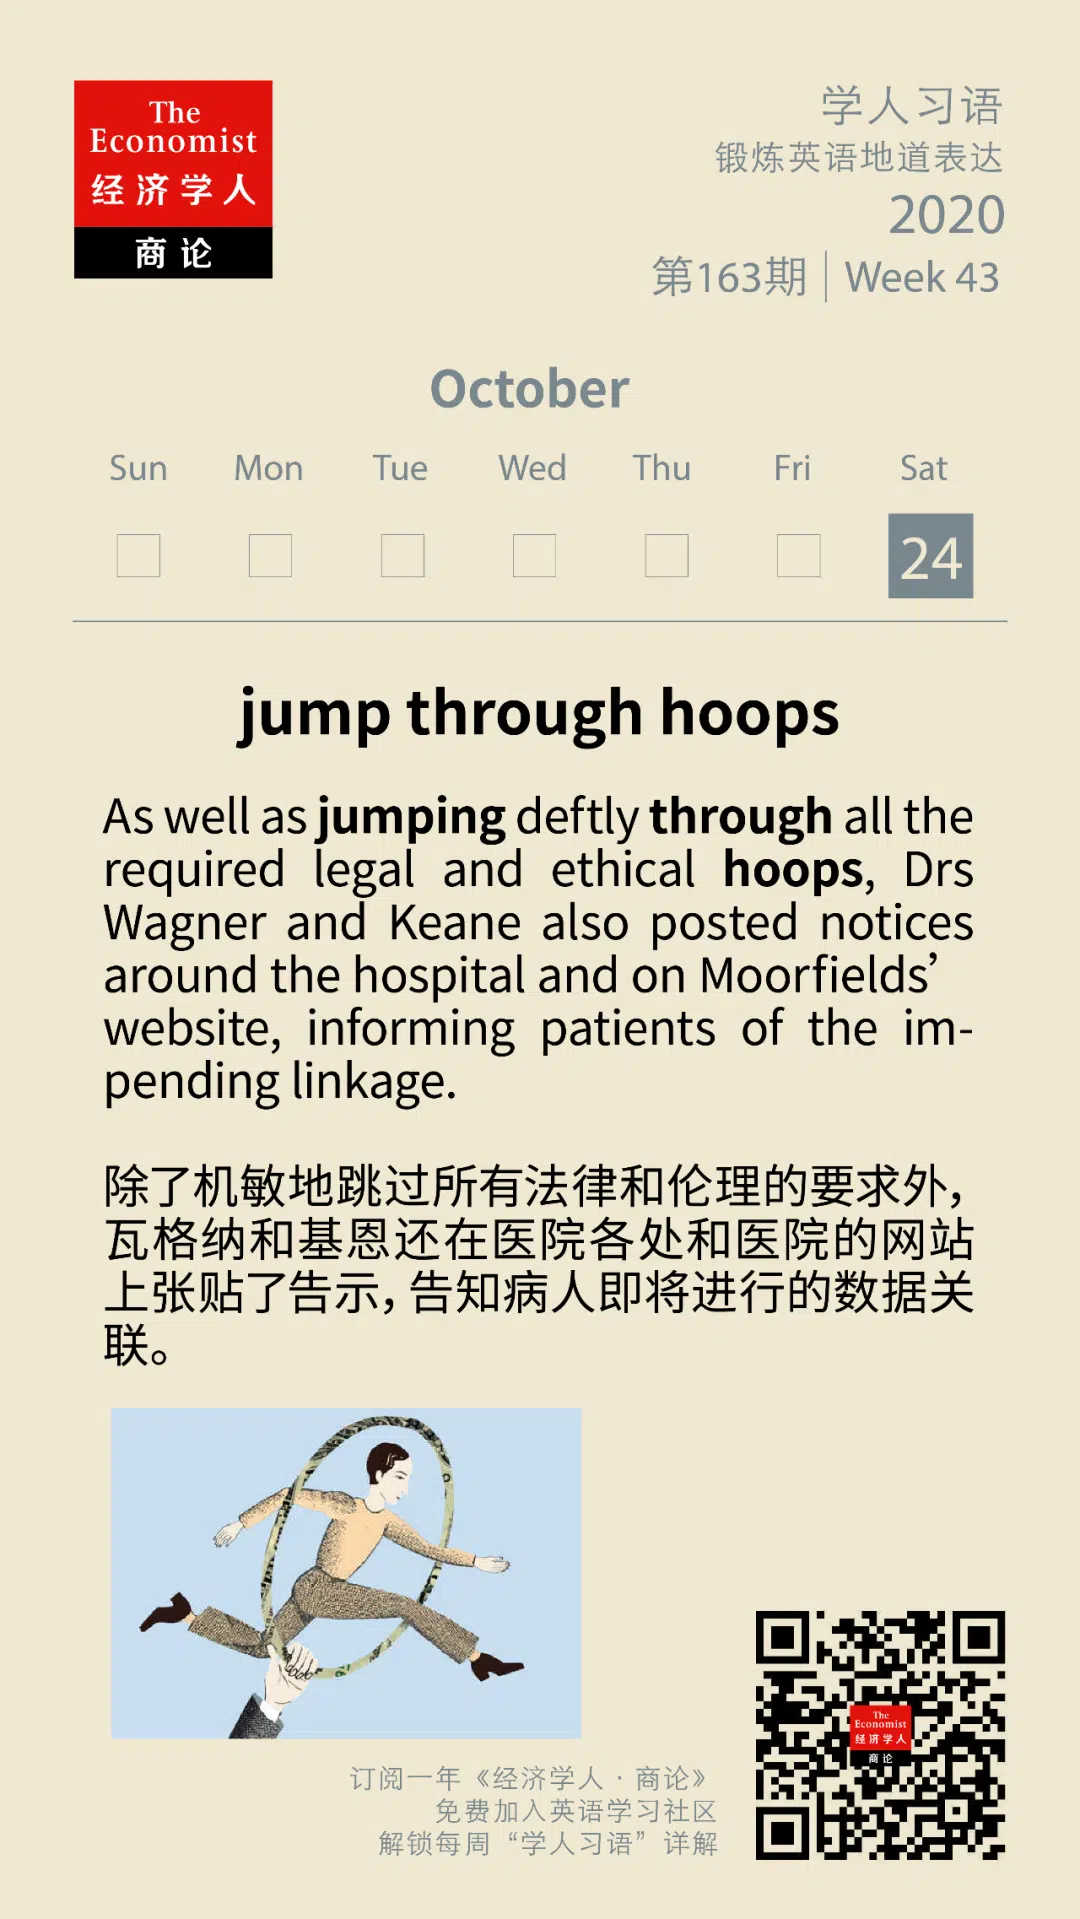 The
Economist
经济学人
商论
学人习语
锻炼英语地道表达
2020
第163期 | Week 43
October
Sun Mon Tue Wed Thu Fri Sat
24
jump through hoops
As well as jumping deftly through all the
required legal and ethical hoops, Drs
Wagner and Keane also posted notices
around the hospital and on Moorfields’
website, informing patients of the im-
pending linkage.
除了机敏地跳过所有法律和伦理的要求外，
瓦格纳和基恩还在医院各处和医院的网站
上张贴了告示，告知病人即将进行的数据关
联。
订阅一年《经济学人·商论》
免费加入英语学习社区
解锁每周“学人习语”详解
The
Economist
经济学人
商论